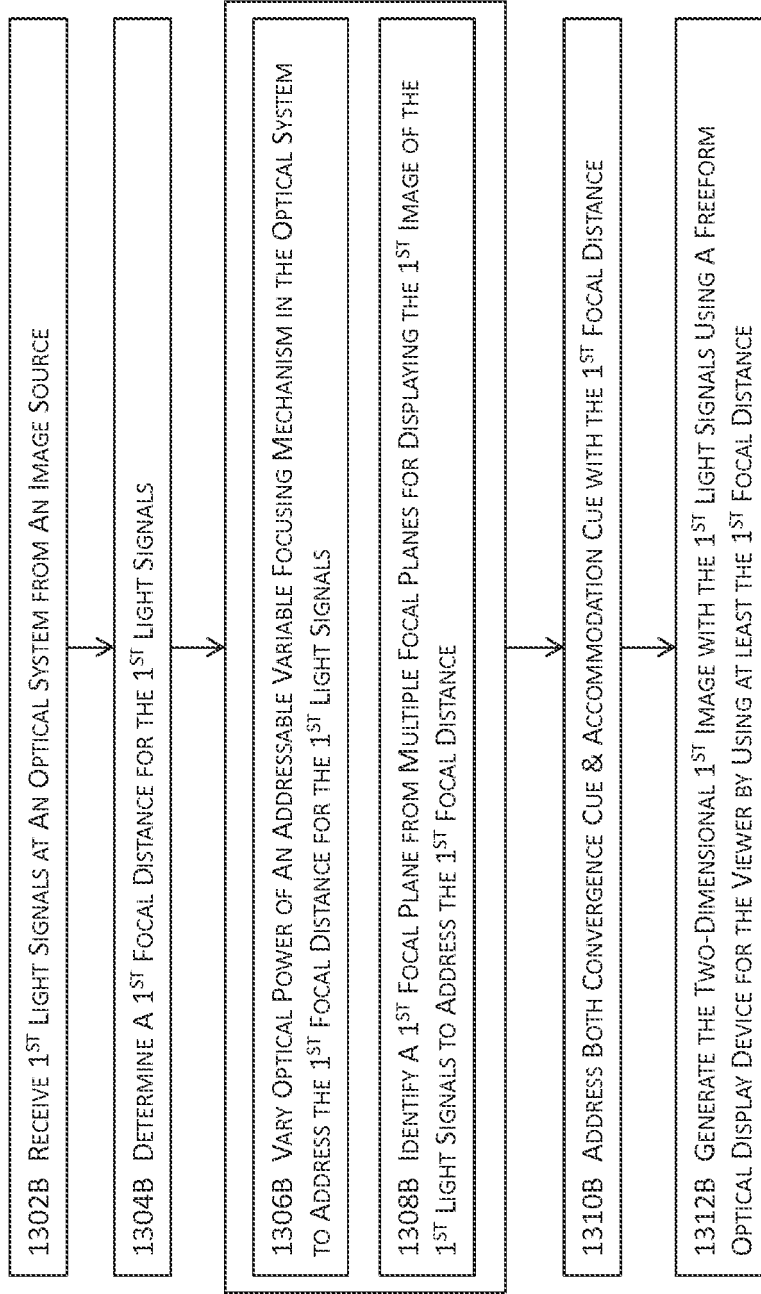 1302B RECEIVE 1ST LIGHT SIGNALS AT AN OPTICAL SYSTEM FROM AN IMAGE SOURCE
1304B DETERMINE A 1ST FOCAL DISTANCE FOR THE 1ST LIGHT SIGNALS
1306B VARY OPTICAL POWER OF AN ADDRESSABLE VARIABLE FOCUSING MECHANISM IN THE OPTICAL SYSTEM
TO ADDRESS THE 1ST FOCAL DISTANCE FOR THE 1ST LIGHT SIGNALS
1308B IDENTIFY A 1ST FOCAL PLANE FROM MULTIPLE FOCAL PLANES FOR DISPLAYING THE 1ST IMAGE OF THE
1ST LIGHT SIGNALS TO ADDRESS THE 1ST FOCAL DISTANCE
1310B ADDRESS BOTH CONVERGENCE CUE & ACCOMMODATION CUE WITH THE 1ST FOCAL DISTANCE
1312B GENERATE THE TWO-DIMENSIONAL 1ST IMAGE WITH THE 1ST LIGHT SIGNALS USING A FREEFORM
OPTICAL DISPLAY DEVICE FOR THE VIEWER BY USING AT LEAST THE 1ST FOCAL DISTANCE